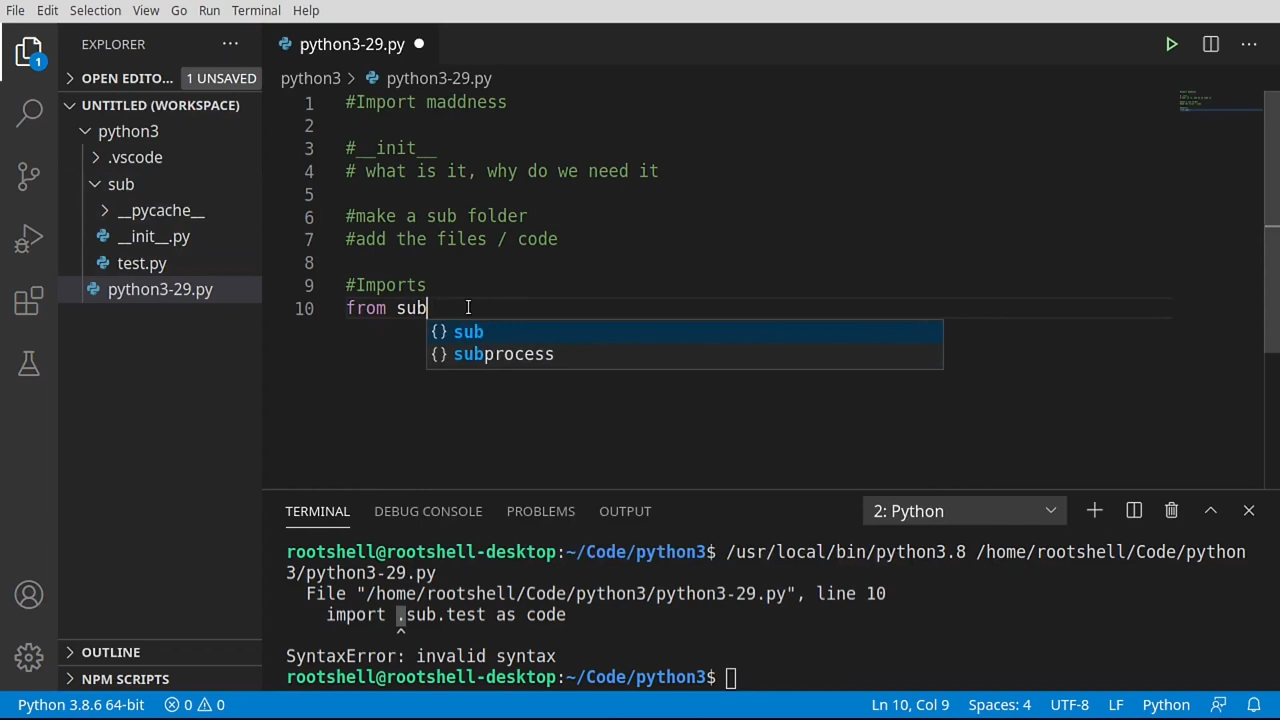 File Edit Selection View Go Run Terminal Help
1
EXPLORER
OPEN EDITO... 1 UNSAVED
UNTITLED (WORKSPACE)
python3
.vscode
sub
__pycache__
__init__.py
test.py
python3-29.py
OUTLINE
NPM SCRIPTS
python3-29.py
python3 > python3-29.py
1 #Import maddness
2
3 #__init__
4 # what is it, why do we need it
5
6 #make a sub folder
7 #add the files / code
8
9 #Imports
10 from sub
{} sub
{} subprocess
TERMINAL DEBUG CONSOLE PROBLEMS OUTPUT 2: Python
rootshell@rootshell-desktop:~/Code/python3$ /usr/local/bin/python3.8 /home/rootshell/Code/python
3/python3-29.py
File "/home/rootshell/Code/python3/python3-29.py", line 10
import .sub.test as code
^
SyntaxError: invalid syntax
rootshell@rootshell-desktop:~/Code/python3$
Python 3.8.6 64-bit 0 0 Ln 10, Col 9 Spaces: 4 UTF-8 LF Python